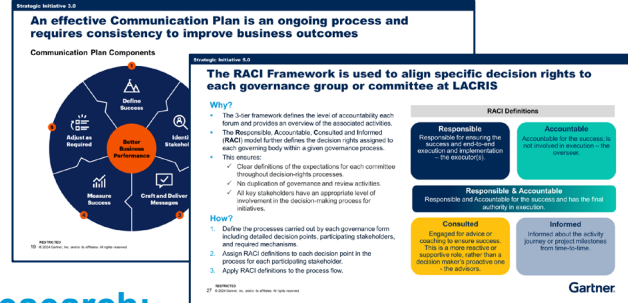 Strategic Initiative 3.0
An effective Communication Plan is an ongoing process and
requires consistency to improve business outcomes
Communication Plan Components
1
Define
Success
Identi
Stakehol
Craft and Deliver
Messages
3
Measure
Success
4
Adjust as
Required
5
Better
Business
Performance
RESTRICTED
19 © 2024 Gartner, Inc. and/or its affiliates. All rights reserved.
Strategic Initiative 5.0
The RACI Framework is used to align specific decision rights to
each governance group or committee at LACRIS
Why?
• The 3-tier framework defines the level of accountability each
forum and provides an overview of the associated activities.
• The Responsible, Accountable, Consulted and Informed
(RACI) model further defines the decision rights assigned to
each governing body within a given governance process.
• This ensures:
✓ Clear definitions of the expectations for each committee
throughout decision-rights processes.
✓ No duplication of governance and review activities.
✓ All key stakeholders have an appropriate level of
involvement in the decision-making process for
initiatives.
How?
1. Define the processes carried out by each governance form
including detailed decision points, participating stakeholders,
and required mechanisms.
2. Assign RACI definitions to each decision point in the
process for each participating stakeholder.
3. Apply RACI definitions to the process flow.
RACI Definitions
Responsible
Responsible for ensuring the
success and end-to-end
execution and implementation
– the executor(s).
Accountable
Accountable for the success, is
not involved in execution – the
overseer.
Responsible & Accountable
Responsible and Accountable for the success and has the final
authority in execution.
Consulted
Engaged for advice or
coaching to ensure success.
This is a more reactive or
supportive role, rather than a
decision maker's proactive one
- the advisors.
Informed
Informed about the activity
journey or project milestones
from time-to-time.
RESTRICTED
27 © 2024 Gartner, Inc. and/or its affiliates. All rights reserved.
Gartner